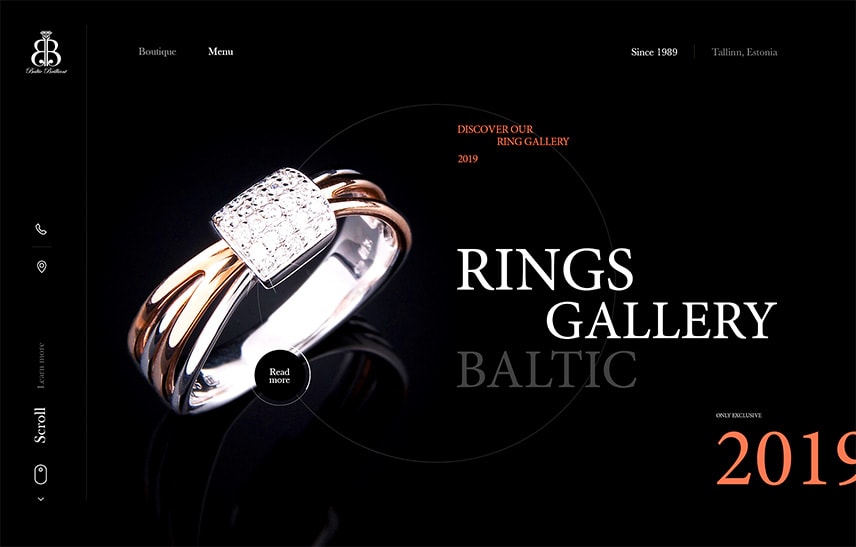 Baltic Brilliant
Boutique
Menu
Since 1989
Tallinn, Estonia
DISCOVER OUR
RING GALLERY
2019
RINGS
GALLERY
BALTIC
Read
more
Learn more
Scroll
ONLY EXCLUSIVE
2019